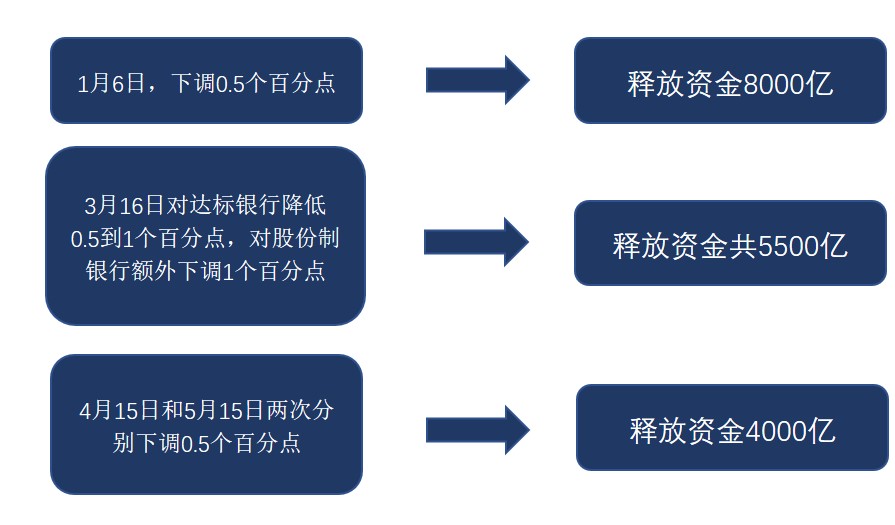 1月6日，下调0.5个百分点
释放资金8000亿
3月16日对达标银行降低
0.5到1个百分点，对股份制
银行额外下调1个百分点
释放资金共5500亿
4月15日和5月15日两次分
别下调0.5个百分点
释放资金4000亿